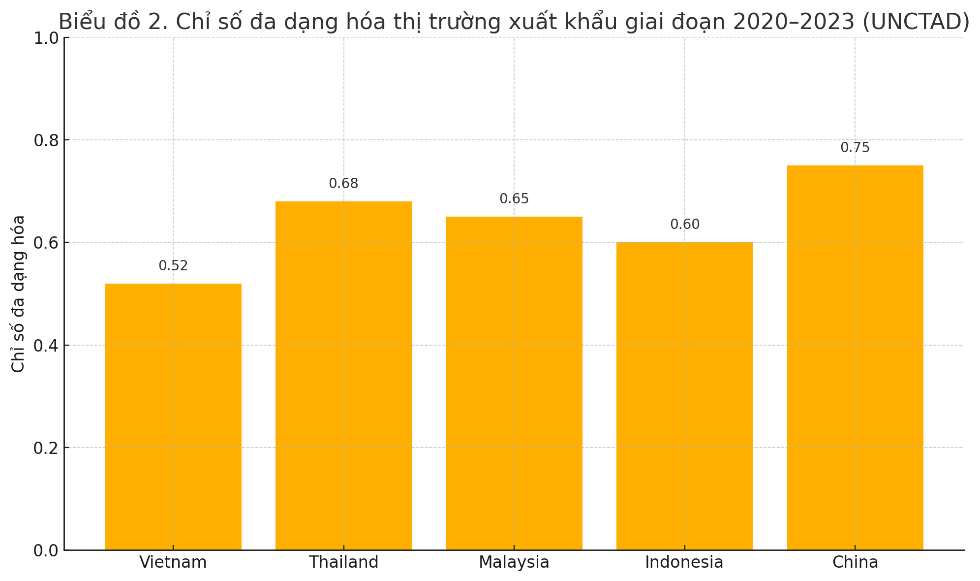 Biểu đồ 2. Chỉ số đa dạng hóa thị trường xuất khẩu giai đoạn 2020–2023 (UNCTAD)
Chỉ số đa dạng hóa
1.0
0.8
0.6
0.4
0.2
0.0
0.52
0.68
0.65
0.60
0.75
Vietnam
Thailand
Malaysia
Indonesia
China